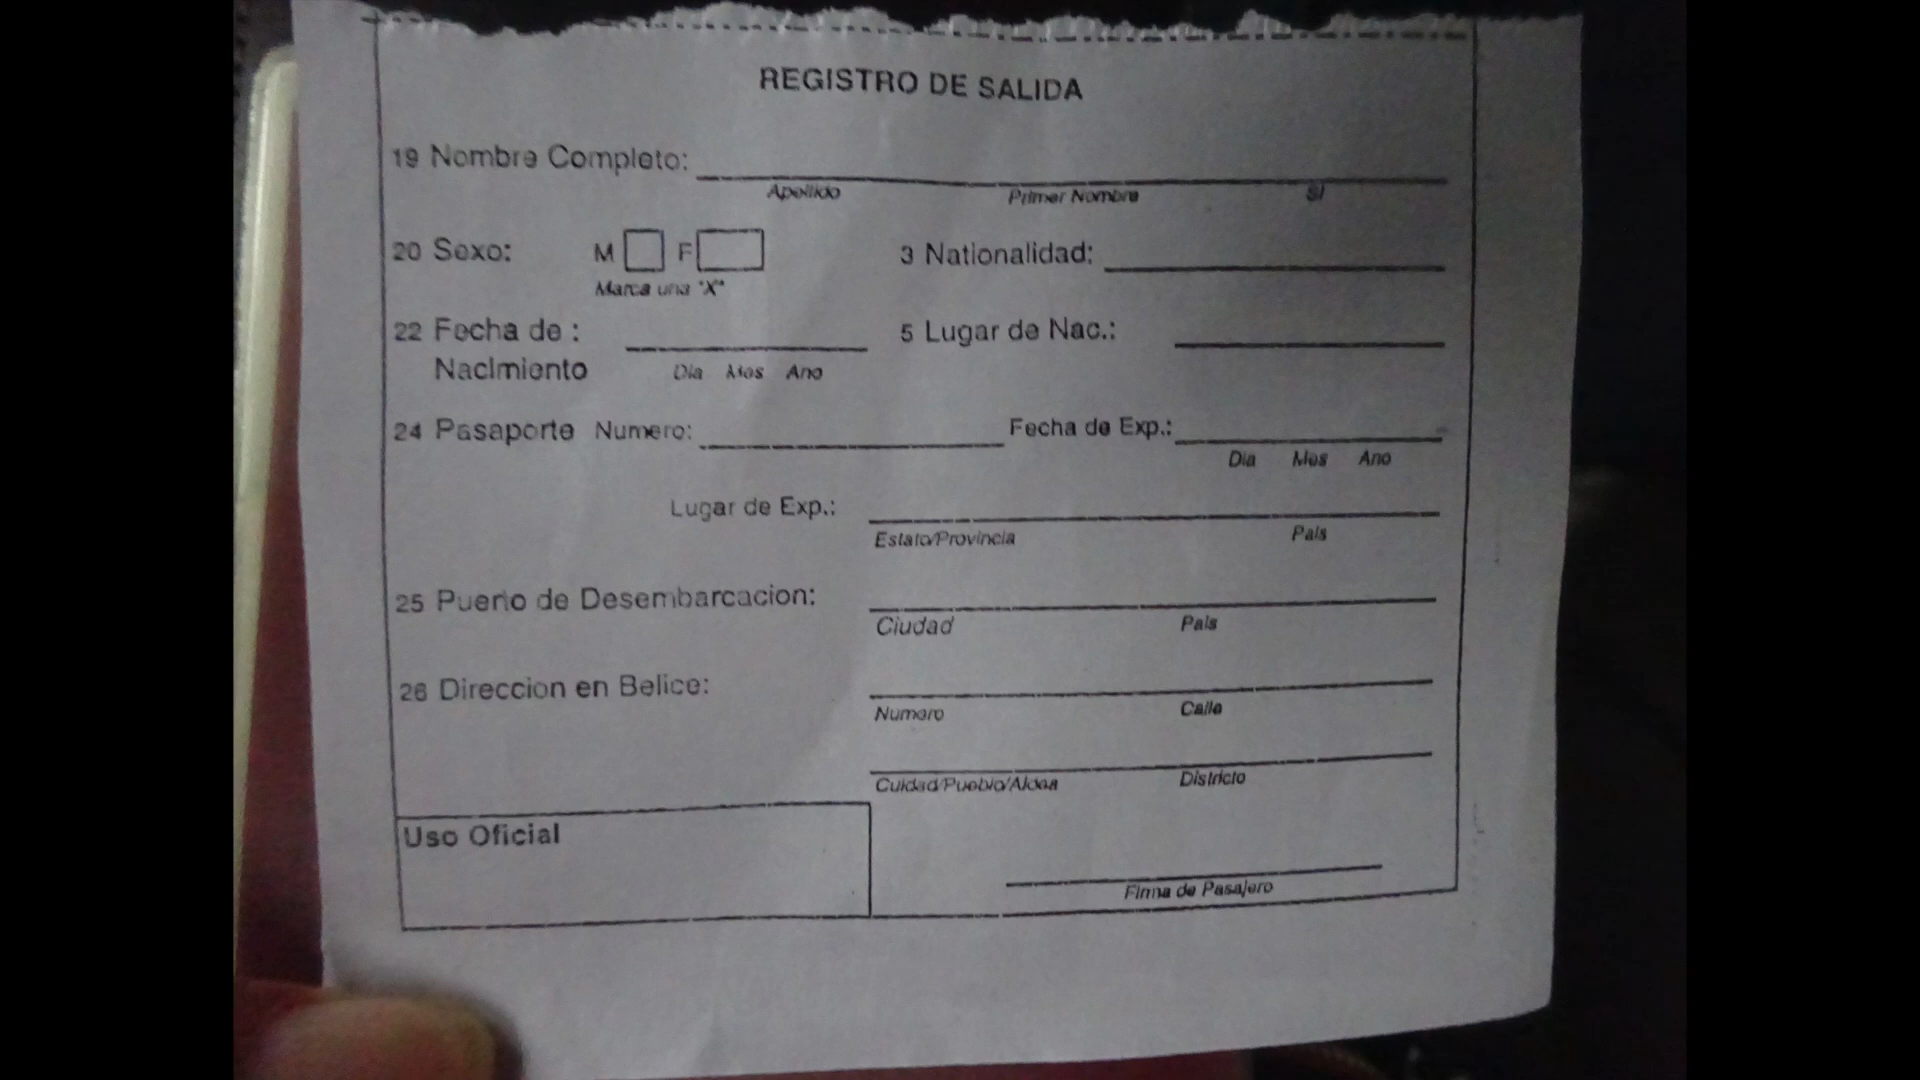 REGISTRO DE SALIDA
19 Nombre Completo:
Apellido Primer Nombre SI
20 Sexo: M F 3 Nationalidad:
Marca una "X"
22 Fecha de : 5 Lugar de Nac.:
Nacimiento Dia Mes Ano
24 Pasaporte Numero: Fecha de Exp.:
Dia Mes Ano
Lugar de Exp.:
Estato/Provincia Pais
25 Puerto de Desembarcacion:
Ciudad Pais
26 Direccion en Belice:
Numero Calle
Cuidad/Pueblo/Aldea Districto
Uso Oficial
Firma de Pasajero